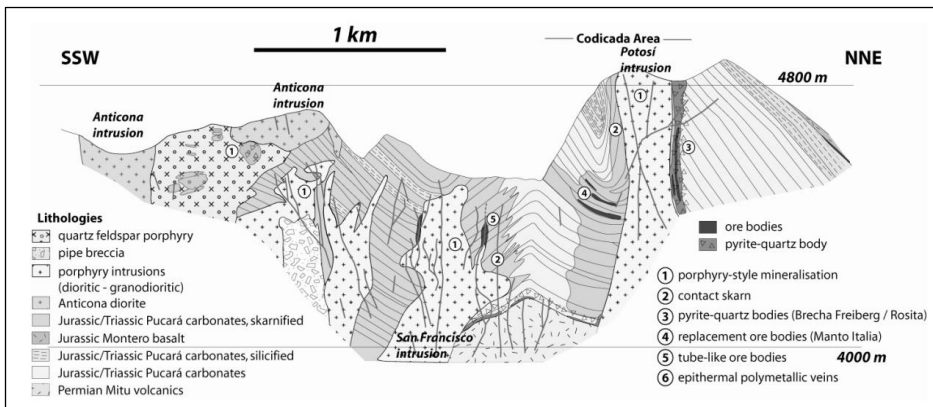 1 km
SSW
Codicada Area
Potosí
intrusion
NNE
4800 m
Anticona
intrusion
Anticona
intrusion
1
1
1
2
3
4
5
2
1
San Francisco
intrusion
4000 m
Lithologies
quartz feldspar porphyry
pipe breccia
porphyry intrusions
(dioritic - granodioritic)
Anticona diorite
Jurassic/Triassic Pucará carbonates, skarnified
Jurassic Montero basalt
Jurassic/Triassic Pucará carbonates, silicified
Jurassic/Triassic Pucará carbonates
Permian Mitu volcanics
ore bodies
pyrite-quartz body
1 porphyry-style mineralisation
2 contact skarn
3 pyrite-quartz bodies (Brecha Freiberg / Rosita)
4 replacement ore bodies (Manto Italia)
5 tube-like ore bodies
6 epithermal polymetallic veins